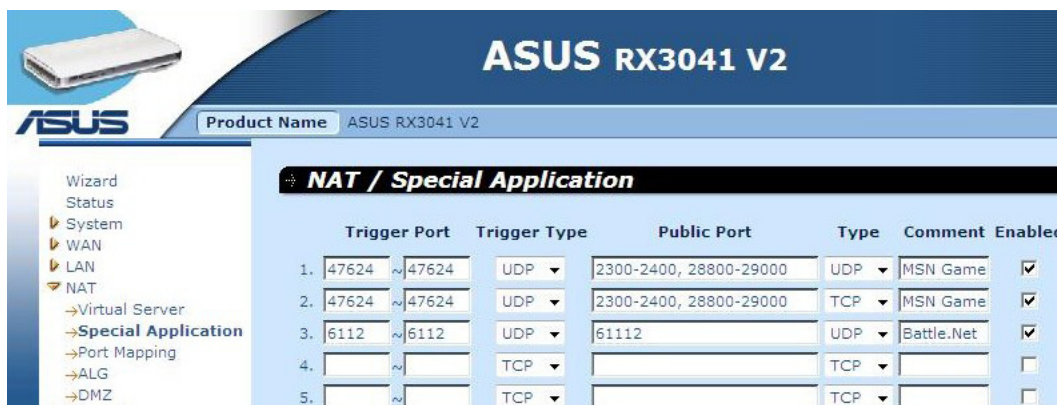 ASUS RX3041 V2
ASUS
Product Name ASUS RX3041 V2
Wizard
Status
System
WAN
LAN
NAT
→Virtual Server
→Special Application
→Port Mapping
→ALG
→DMZ
NAT / Special Application
Trigger Port Trigger Type Public Port Type Comment Enabled
1. 47624 ~ 47624 UDP 2300-2400, 28800-29000 UDP MSN Game
2. 47624 ~ 47624 UDP 2300-2400, 28800-29000 TCP MSN Game
3. 6112 ~ 6112 UDP 61112 UDP Battle.Net
4. ~ TCP TCP
5. ~ TCP TCP